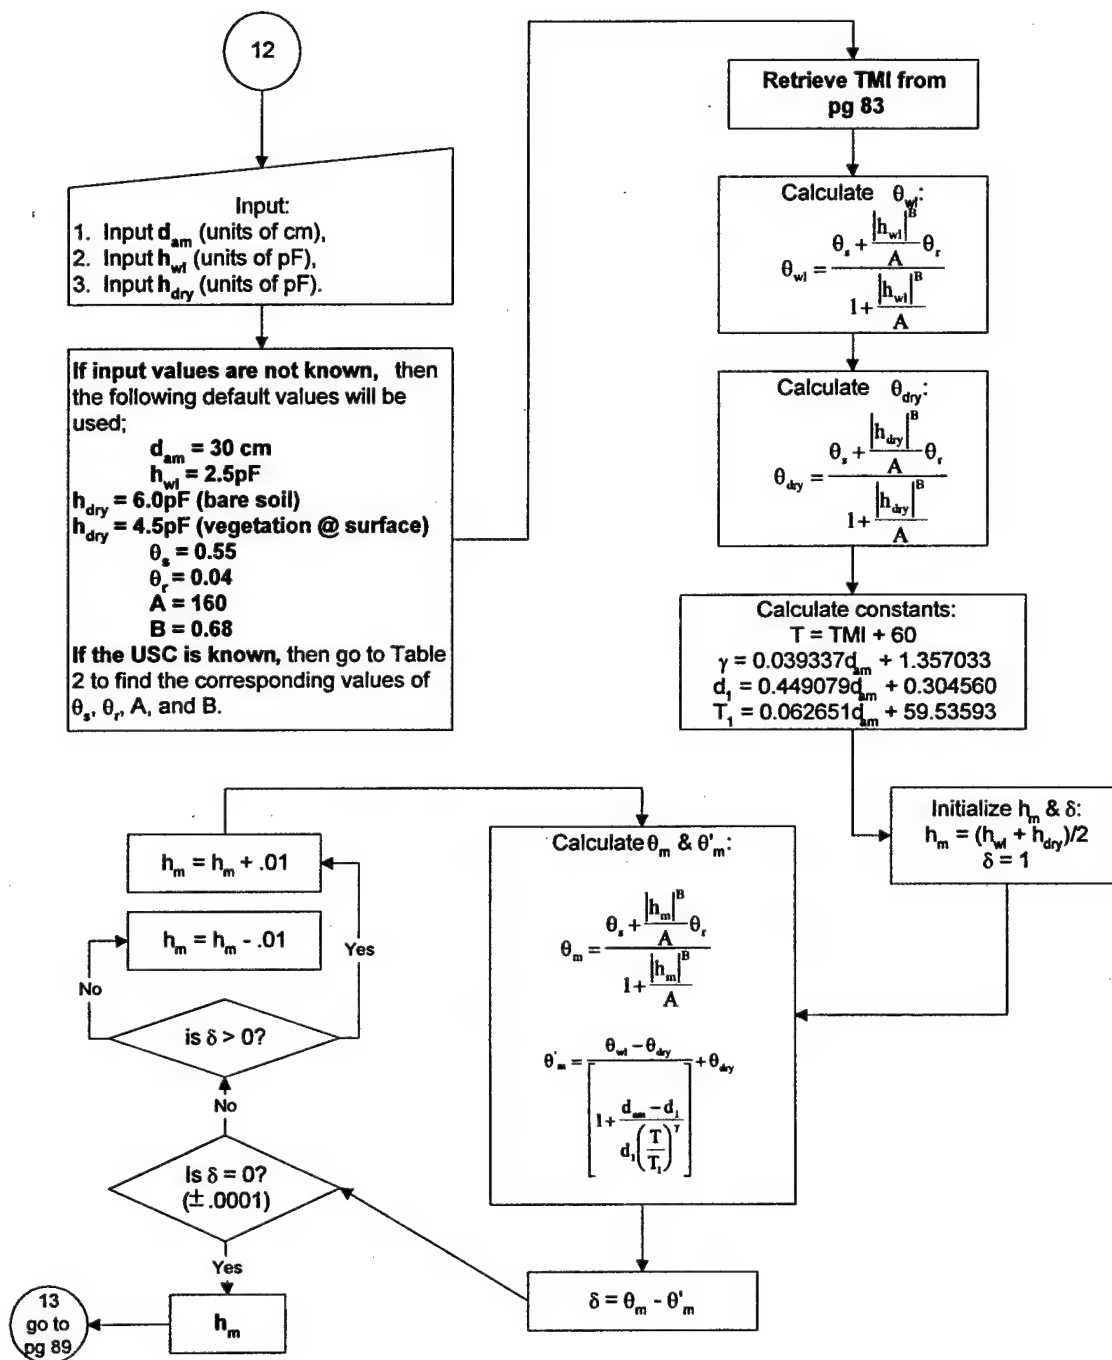 12
Input:
1. Input d_am (units of cm),
2. Input h_wl (units of pF),
3. Input h_dry (units of pF).
If input values are not known, then
the following default values will be
used;
d_am = 30 cm
h_wl = 2.5pF
h_dry = 6.0pF (bare soil)
h_dry = 4.5pF (vegetation @ surface)
θ_s = 0.55
θ_r = 0.04
A = 160
B = 0.68
If the USC is known, then go to Table
2 to find the corresponding values of
θ_s, θ_r, A, and B.
Retrieve TMI from
pg 83
Calculate θ_wl:
θ_wl = (θ_s + (|h_wl|^B / A) θ_r) / (1 + |h_wl|^B / A)
Calculate θ_dry:
θ_dry = (θ_s + (|h_dry|^B / A) θ_r) / (1 + |h_dry|^B / A)
Calculate constants:
T = TMI + 60
γ = 0.039337d_am + 1.357033
d_1 = 0.449079d_am + 0.304560
T_1 = 0.062651d_am + 59.53593
Initialize h_m & δ:
h_m = (h_wl + h_dry)/2
δ = 1
Calculate θ_m & θ'_m:
θ_m = (θ_s + (|h_m|^B / A) θ_r) / (1 + |h_m|^B / A)
θ'_m = (θ_wl - θ_dry) / [1 + (d_am - d_1) / (d_1 (T / T_1)^γ)] + θ_dry
δ = θ_m - θ'_m
Is δ = 0?
(± .0001)
No
Yes
is δ > 0?
No
Yes
h_m = h_m - .01
h_m = h_m + .01
h_m
13
go to
pg 89